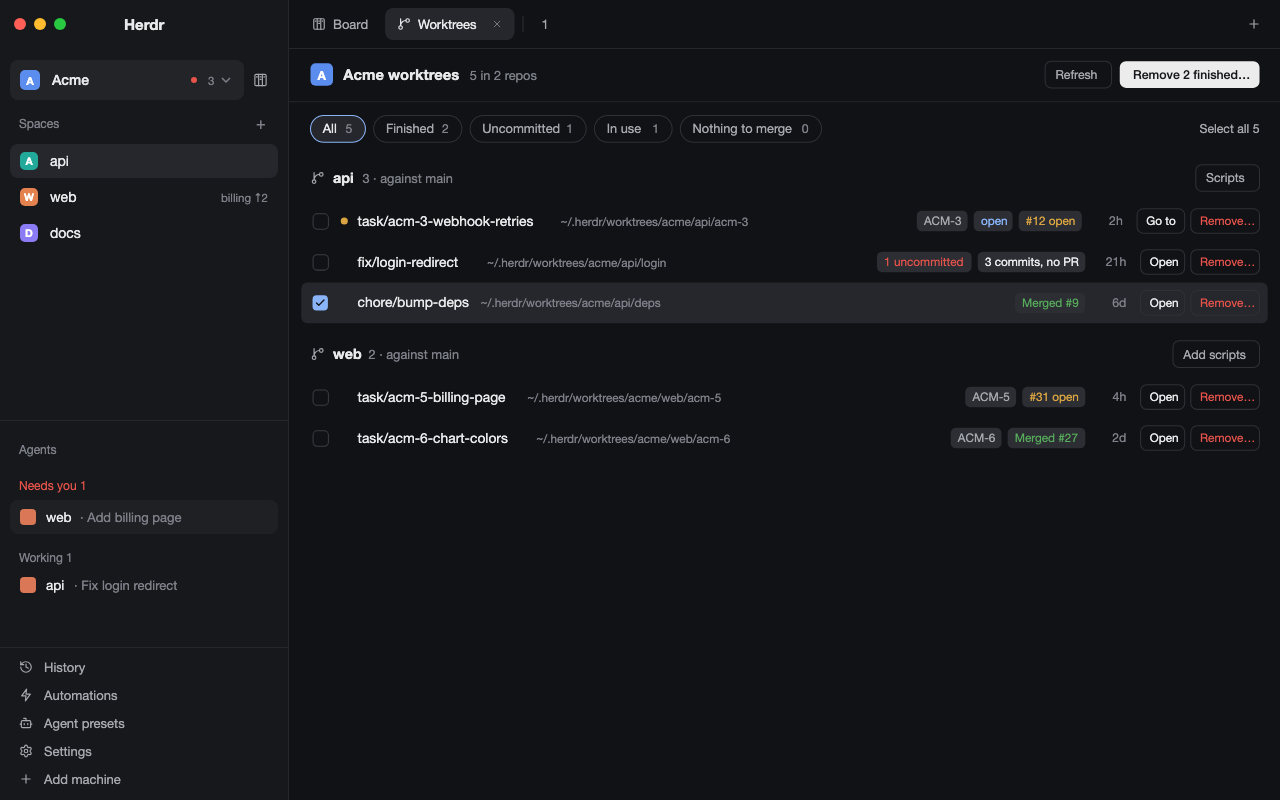 Herdr
A Acme 3
Spaces
A api
W web billing ↑2
D docs
Agents
Needs you 1
web · Add billing page
Working 1
api · Fix login redirect
History
Automations
Agent presets
Settings
Add machine
Board Worktrees × 1 +
A Acme worktrees 5 in 2 repos Refresh Remove 2 finished…
All 5 Finished 2 Uncommitted 1 In use 1 Nothing to merge 0 Select all 5
api 3 · against main Scripts
task/acm-3-webhook-retries ~/.herdr/worktrees/acme/api/acm-3 ACM-3 open #12 open 2h Go to Remove…
fix/login-redirect ~/.herdr/worktrees/acme/api/login 1 uncommitted 3 commits, no PR 21h Open Remove…
chore/bump-deps ~/.herdr/worktrees/acme/api/deps Merged #9 6d Open Remove…
web 2 · against main Add scripts
task/acm-5-billing-page ~/.herdr/worktrees/acme/web/acm-5 ACM-5 #31 open 4h Open Remove…
task/acm-6-chart-colors ~/.herdr/worktrees/acme/web/acm-6 ACM-6 Merged #27 2d Open Remove…